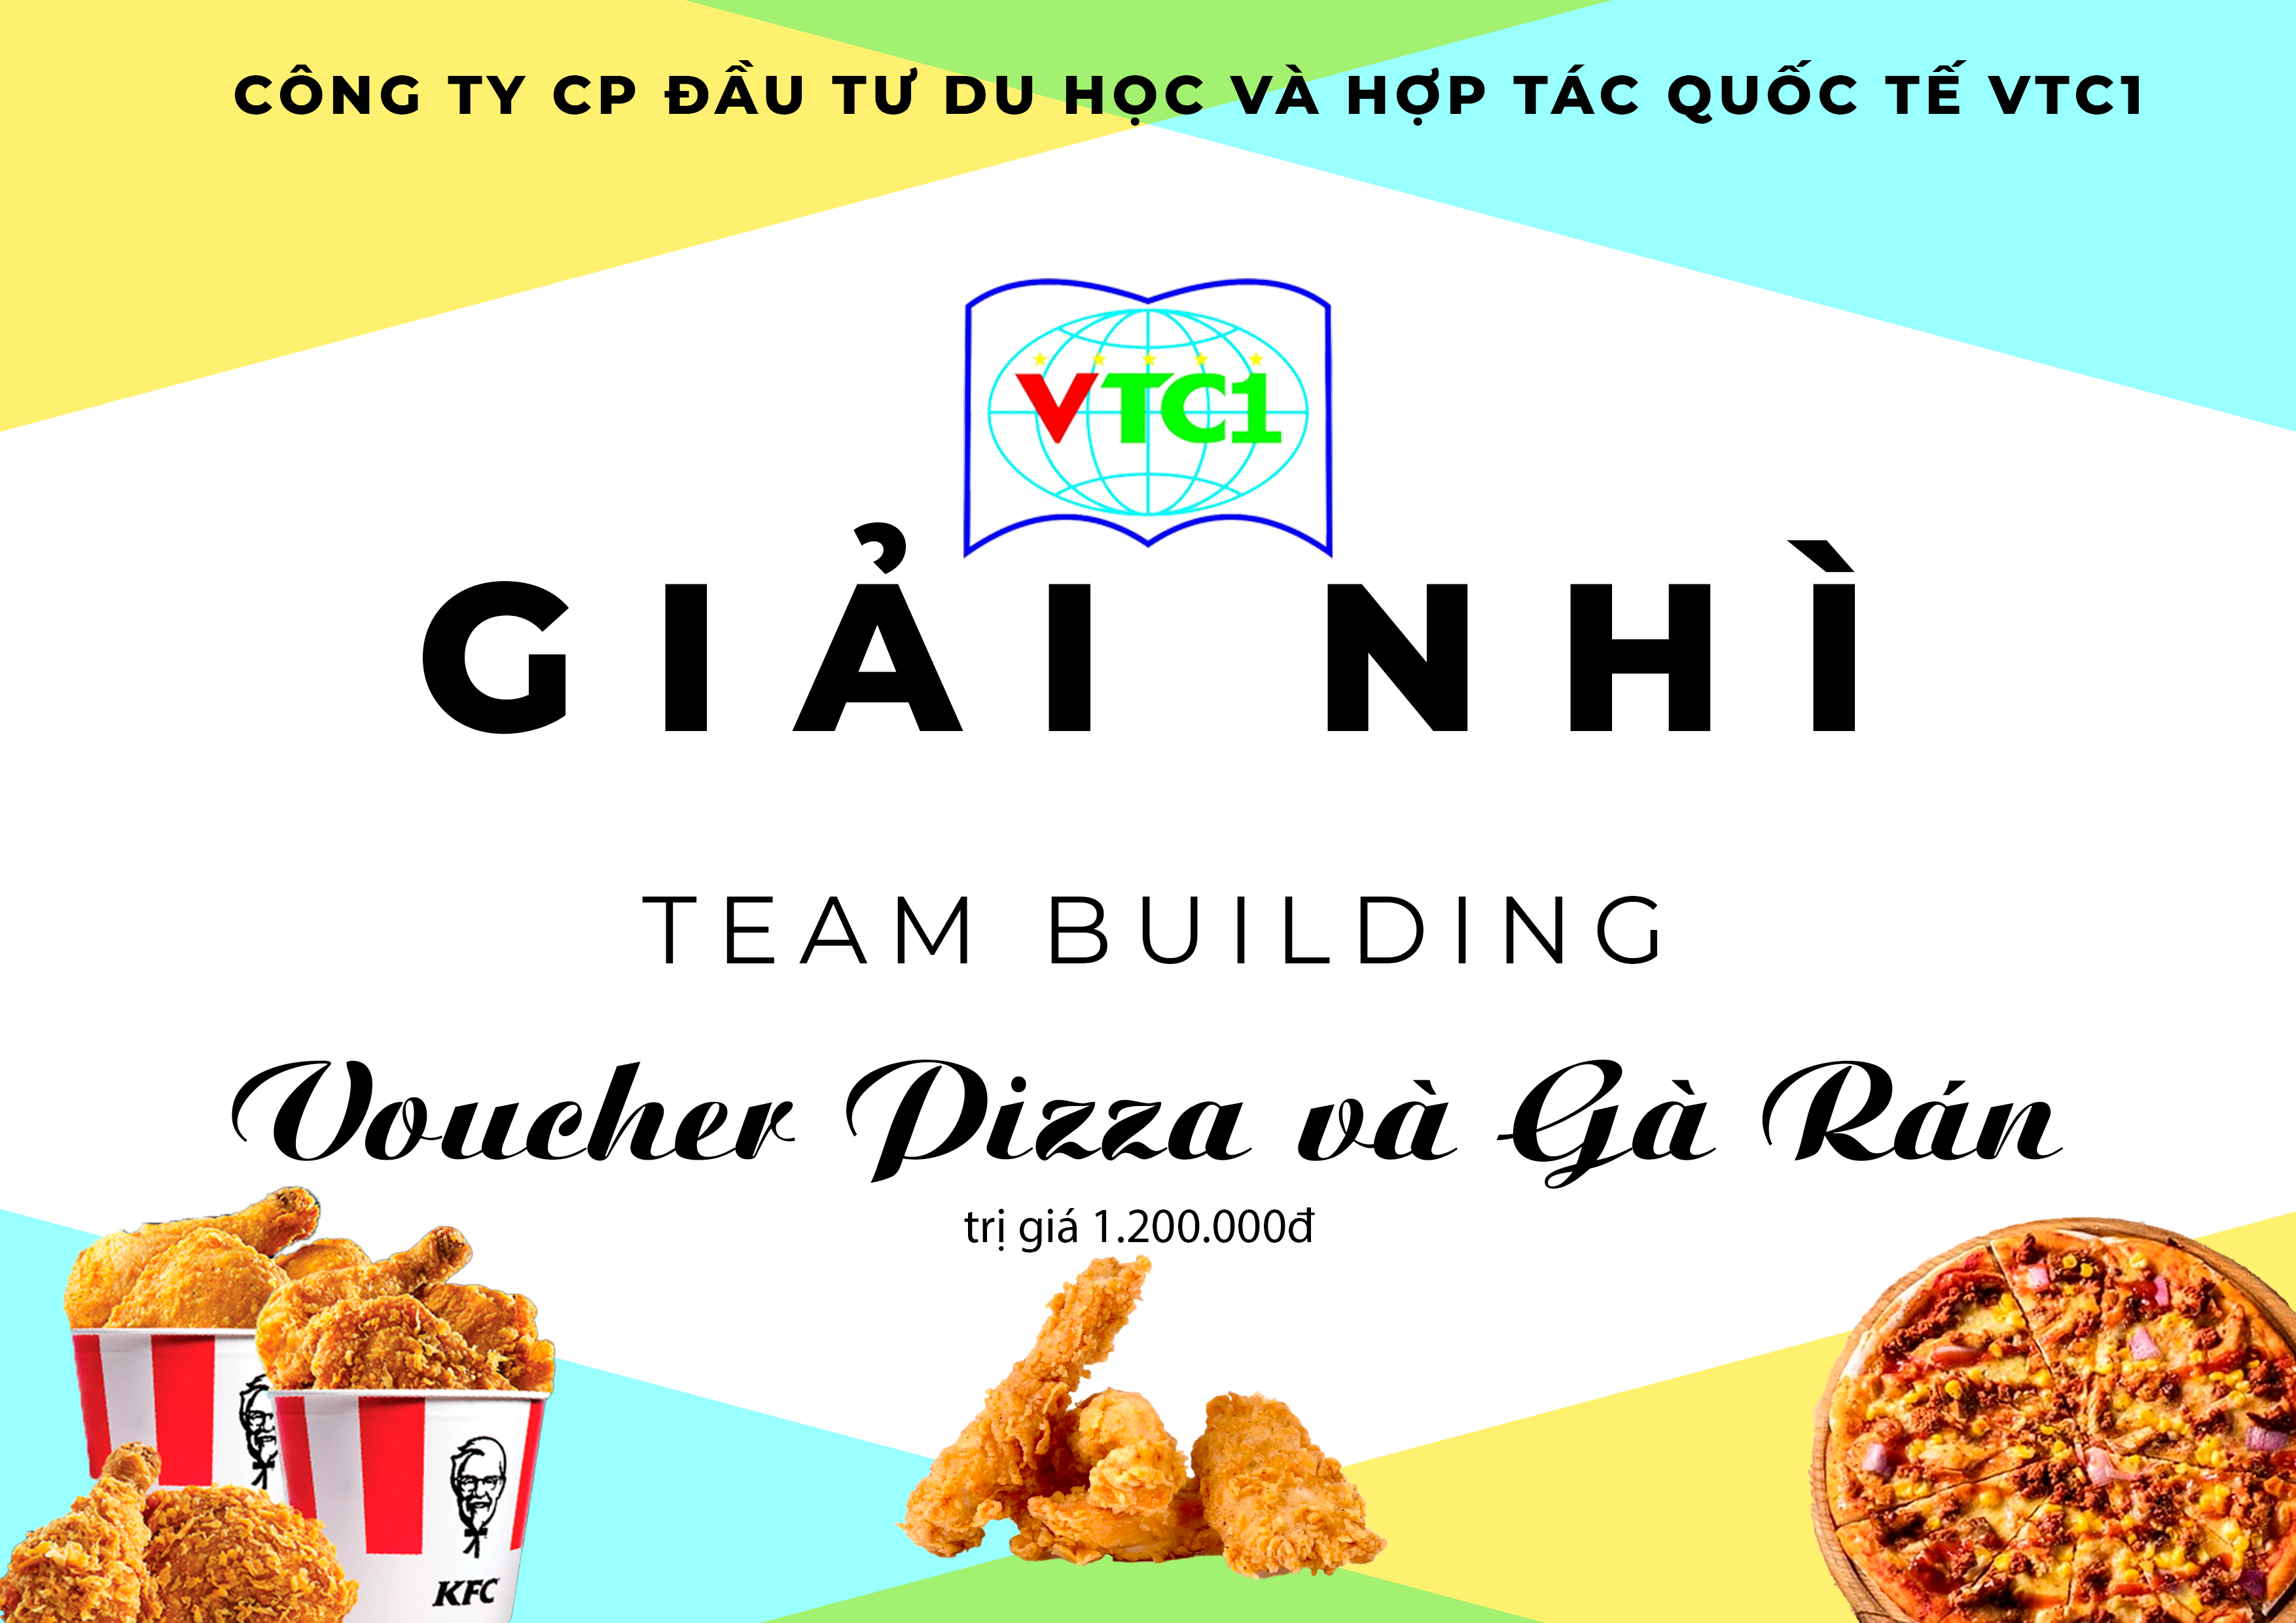 CÔNG TY CP ĐẦU TƯ DU HỌC VÀ HỢP TÁC QUỐC TẾ VTC1
VTC1
GIẢI NHÌ
TEAM BUILDING
Voucher Pizza và Gà Rán
trị giá 1.200.000đ
KFC